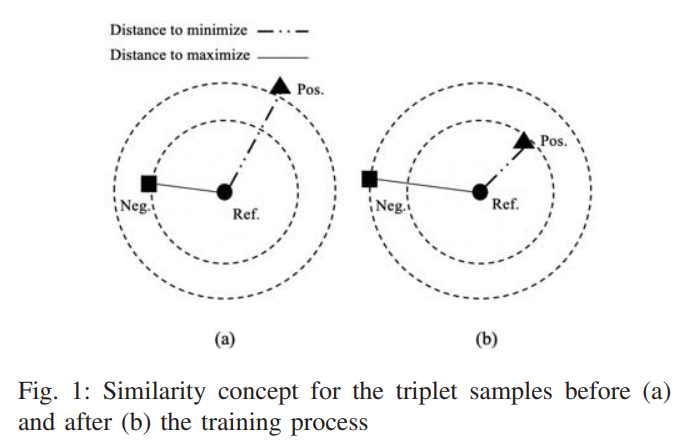 Distance to minimize
Distance to maximize
Pos.
Neg.
Ref.
(a)
Pos.
Neg.
Ref.
(b)
Fig. 1: Similarity concept for the triplet samples before (a)
and after (b) the training process